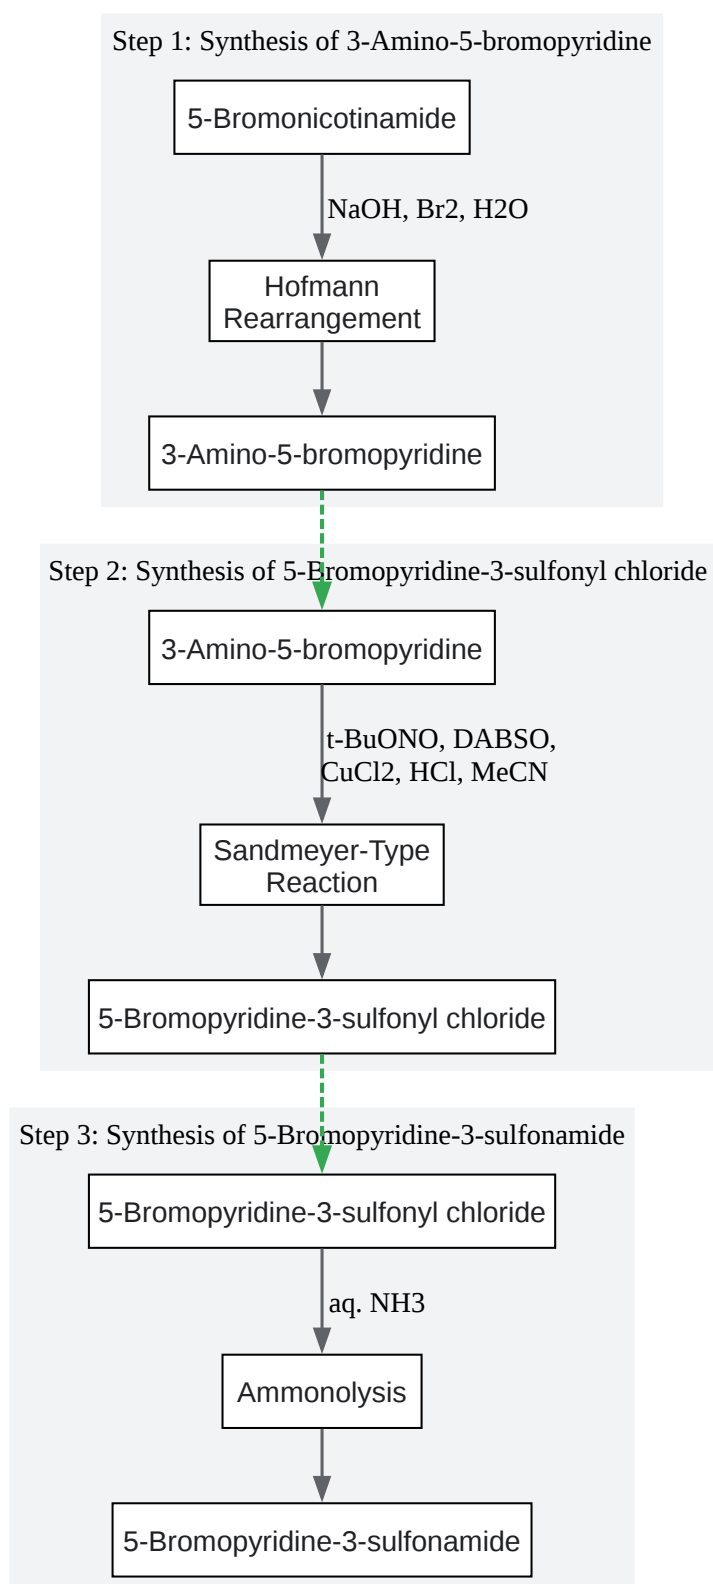 Step 1: Synthesis of 3-Amino-5-bromopyridine
5-Bromonicotinamide
NaOH, Br2, H2O
Hofmann
Rearrangement
3-Amino-5-bromopyridine
Step 2: Synthesis of 5-Bromopyridine-3-sulfonyl chloride
3-Amino-5-bromopyridine
t-BuONO, DABSO,
CuCl2, HCl, MeCN
Sandmeyer-Type
Reaction
5-Bromopyridine-3-sulfonyl chloride
Step 3: Synthesis of 5-Bromopyridine-3-sulfonamide
5-Bromopyridine-3-sulfonyl chloride
aq. NH3
Ammonolysis
5-Bromopyridine-3-sulfonamide